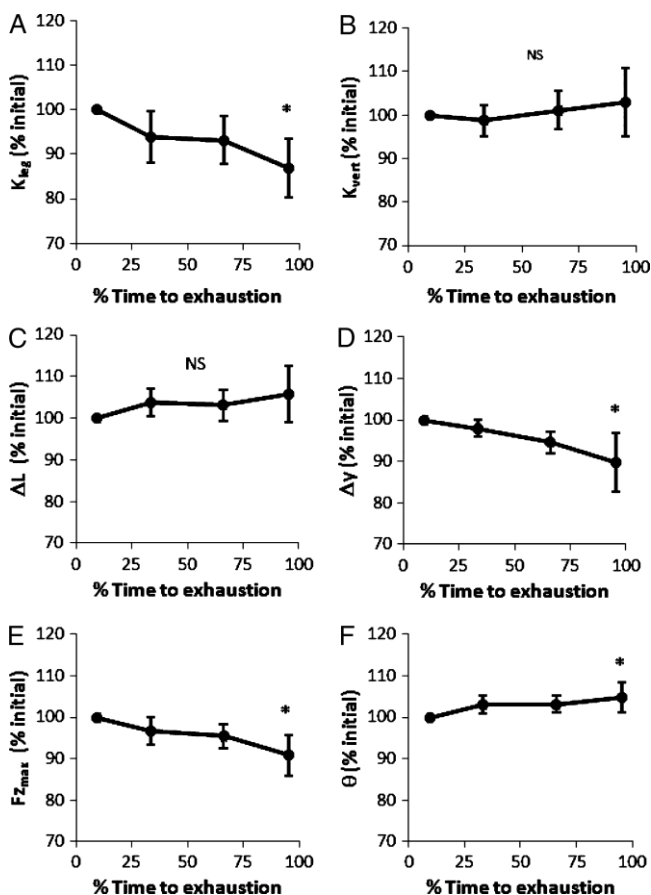 A
B
120
110
100
90
80
70
K_leg (% initial)
*
0 25 50 75 100
% Time to exhaustion
120
110
100
90
80
70
K_vert (% initial)
NS
0 25 50 75 100
% Time to exhaustion
C
D
120
110
100
90
80
70
ΔL (% initial)
NS
0 25 50 75 100
% Time to exhaustion
120
110
100
90
80
70
Δy (% initial)
*
0 25 50 75 100
% Time to exhaustion
E
F
120
110
100
90
80
70
Fz_max (% initial)
*
0 25 50 75 100
% Time to exhaustion
120
110
100
90
80
70
θ (% initial)
*
0 25 50 75 100
% Time to exhaustion